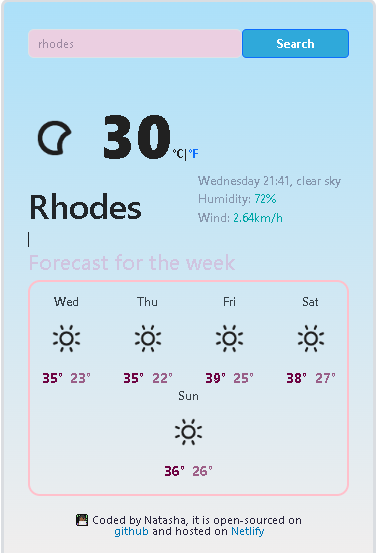 rhodes Search
30 °C|°F
Wednesday 21:41, clear sky
Humidity: 72%
Wind: 2.64km/h
Rhodes
Forecast for the week
Wed Thu Fri Sat
35° 23° 35° 22° 39° 25° 38° 27°
Sun
36° 26°
Coded by Natasha, it is open-sourced on
github and hosted on Netlify